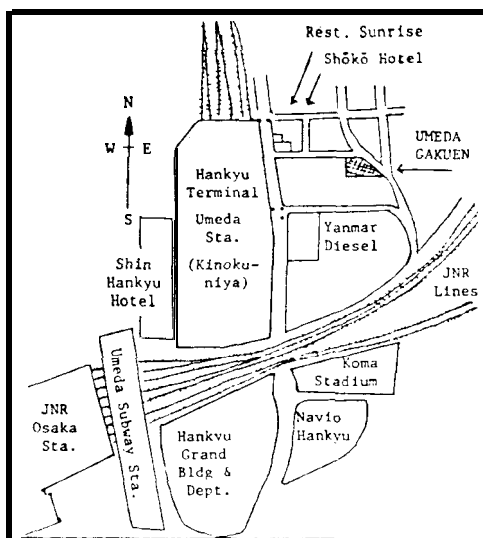 Rest. Sunrise
Shōkō Hotel
N
W E
S
UMEDA
GAKUEN
Hankyu
Terminal
Umeda
Sta.
(Kinoku-
niya)
Yanmar
Diesel
Shin
Hankyu
Hotel
JNR
Lines
Umeda Subway Sta.
JNR
Osaka
Sta.
Koma
Stadium
Navio
Hankyu
Hankyu
Grand
Bldg &
Dept.